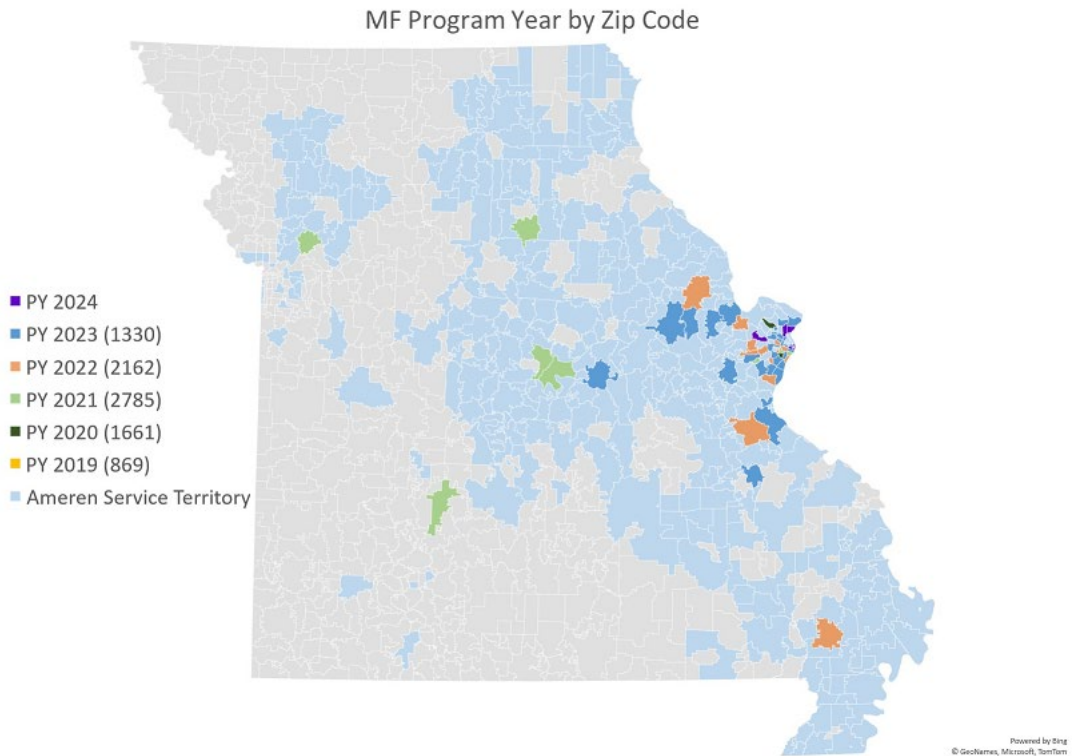 MF Program Year by Zip Code
PY 2024
PY 2023 (1330)
PY 2022 (2162)
PY 2021 (2785)
PY 2020 (1661)
PY 2019 (869)
Ameren Service Territory
Powered by Bing
© GeoNames, Microsoft, TomTom